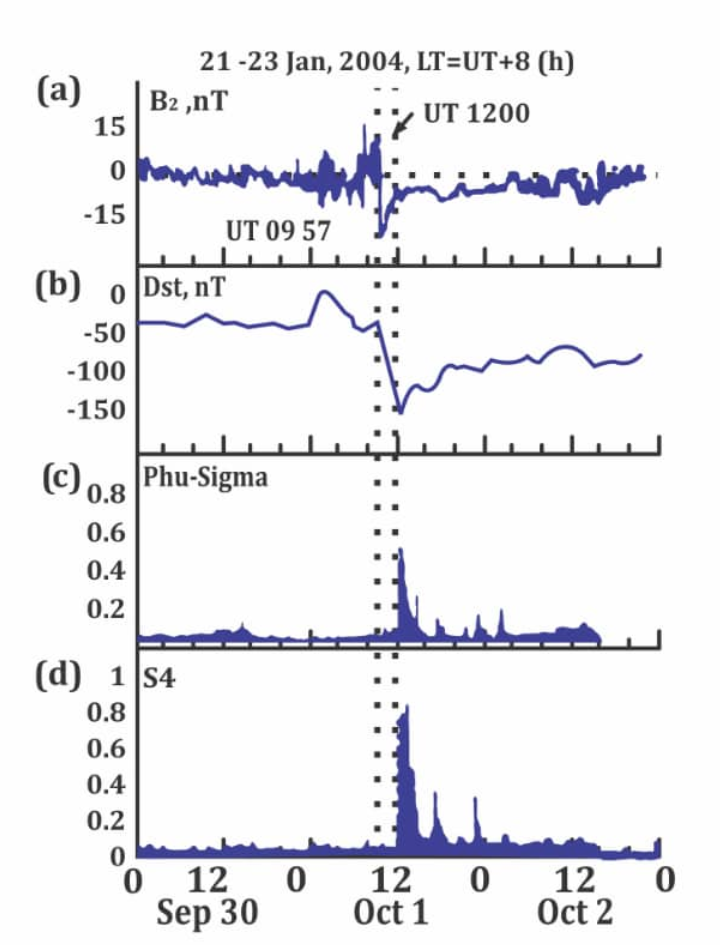 21 -23 Jan, 2004, LT=UT+8 (h)
(a)
B2 ,nT
UT 1200
15
0
-15
UT 09 57
(b)
Dst, nT
0
-50
-100
-150
(c)
Phu-Sigma
0.8
0.6
0.4
0.2
(d)
S4
1
0.8
0.6
0.4
0.2
0
0 12 0 12 0 12 0
Sep 30 Oct 1 Oct 2